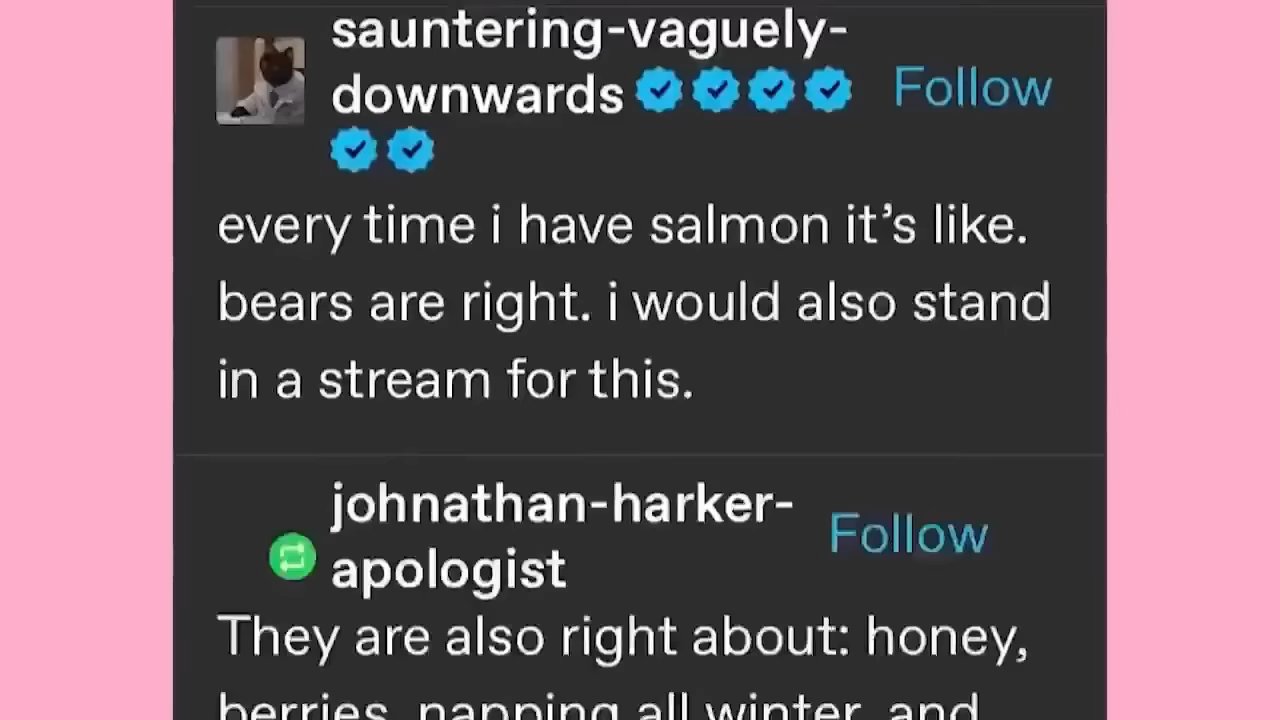 sauntering-vaguely-
downwards
Follow
every time i have salmon it’s like.
bears are right. i would also stand
in a stream for this.
johnathan-harker-
apologist
Follow
They are also right about: honey,
berries, napping all winter, and